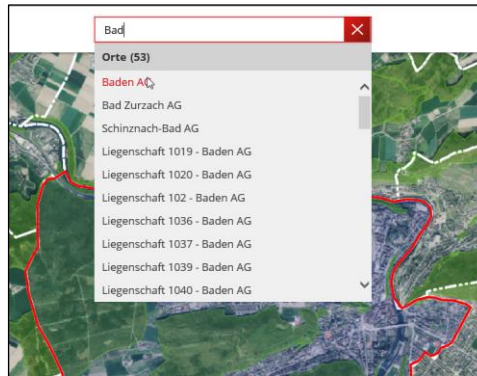 Bad
Orte (53)
Baden AG
Bad Zurzach AG
Schinznach-Bad AG
Liegenschaft 1019 - Baden AG
Liegenschaft 1020 - Baden AG
Liegenschaft 102 - Baden AG
Liegenschaft 1036 - Baden AG
Liegenschaft 1037 - Baden AG
Liegenschaft 1039 - Baden AG
Liegenschaft 1040 - Baden AG